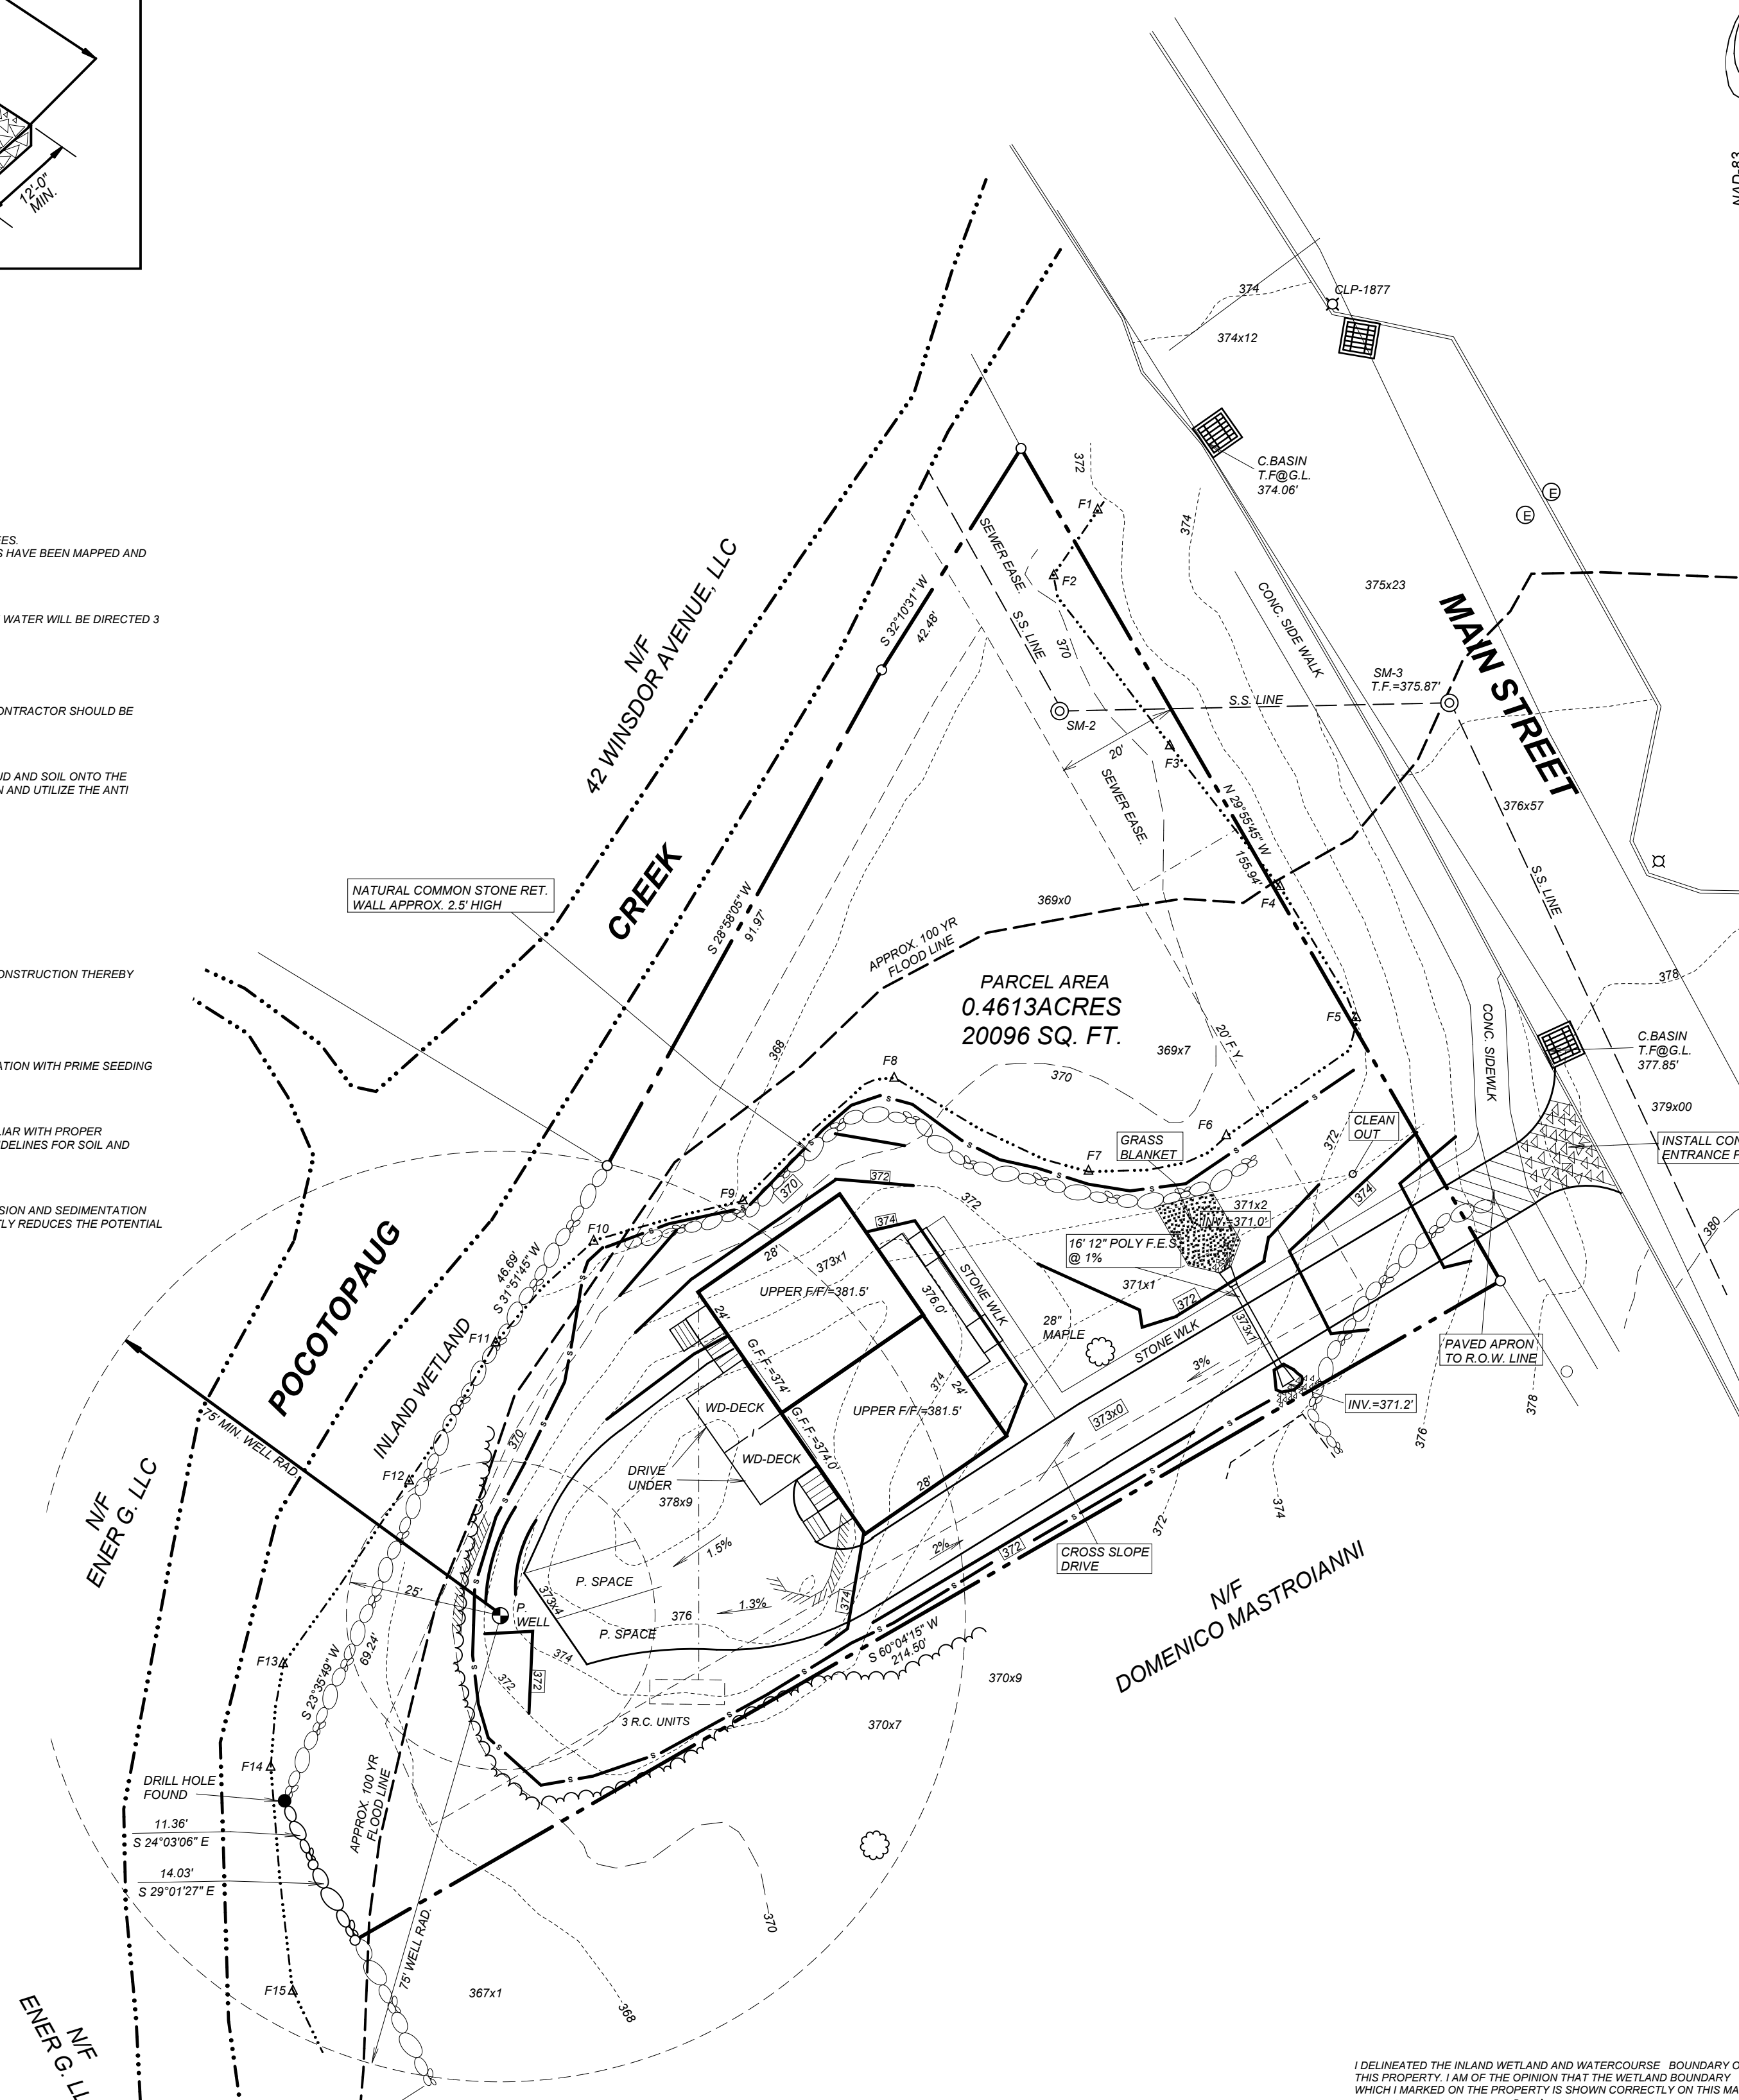 12'-0"
MIN.
NAD-83
CLP-1877
374
374x12
C.BASIN
T.F@G.L.
374.06'
372
374
F1
F2
SEWER EASE.
S.S. LINE
370
E
E
375x23
MAIN STREET
CONC. SIDE WALK
S HAVE BEEN MAPPED AND
WATER WILL BE DIRECTED 3
ONTRACTOR SHOULD BE
UD AND SOIL ONTO THE
N AND UTILIZE THE ANTI
N/F
42 WINSDOR AVENUE, LLC
S 32°10'31" W
42.48'
SM-3
T.F.=375.87'
S.S. LINE
SM-2
20'
F3
SEWER EASE.
N 29°55'45" W
155.94'
376x57
S.S. LINE
F4
NATURAL COMMON STONE RET.
WALL APPROX. 2.5' HIGH
CREEK
S 28°58'05" W
91.97'
369x0
APPROX. 100 YR
FLOOD LINE
ONSTRUCTION THEREBY
ATION WITH PRIME SEEDING
LIAR WITH PROPER
IDELINES FOR SOIL AND
SION AND SEDIMENTATION
TLY REDUCES THE POTENTIAL
PARCEL AREA
0.4613ACRES
20096 SQ. FT.
369x7
20' F.Y.
F5
378
CONC. SIDEWLK
C.BASIN
T.F@G.L.
377.85'
379x00
368
F8
370
F6
F7
GRASS
BLANKET
372
CLEAN
OUT
INSTALL CON
ENTRANCE P
F9
370
372
372
374
371x2
INV.=371.0'
374
380
F10
46.69'
S 31°51'45" W
28'
373x1
UPPER F/F/=381.5'
376.0'
STONE WLK
16' 12" POLY F.E.S.
@ 1%
371x1
372
373x1
28"
MAPLE
STONE WLK
3%
PAVED APRON
TO R.O.W. LINE
POCOTOPAUG
INLAND WETLAND
F11
24'
G.F.F.=374'
374
24'
UPPER F/F/=381.5'
WD-DECK
G.F.F.=374.0'
WD-DECK
28'
373x0
INV.=371.2'
376
378
75' MIN. WELL RAD.
370
F12
DRIVE
UNDER
378x9
1.5%
2%
372
CROSS SLOPE
DRIVE
372
374
N/F
ENER G. LLC
25'
P.
WELL
P. SPACE
373x4
P. SPACE
376
1.3%
374
S 60°04'15" W
214.50'
N/F
DOMENICO MASTROIANNI
F13
S 23°35'49" W
69.24'
374
372
372
3 R.C. UNITS
370x9
370x7
F14
DRILL HOLE
FOUND
11.36'
S 24°03'06" E
14.03'
S 29°01'27" E
APPROX. 100 YR
FLOOD LINE
75' WELL RAD.
370
F15
367x1
368
N/F
ENER G. LL
I DELINEATED THE INLAND WETLAND AND WATERCOURSE BOUNDARY O
THIS PROPERTY. I AM OF THE OPINION THAT THE WETLAND BOUNDARY
WHICH I MARKED ON THE PROPERTY IS SHOWN CORRECTLY ON THIS MA